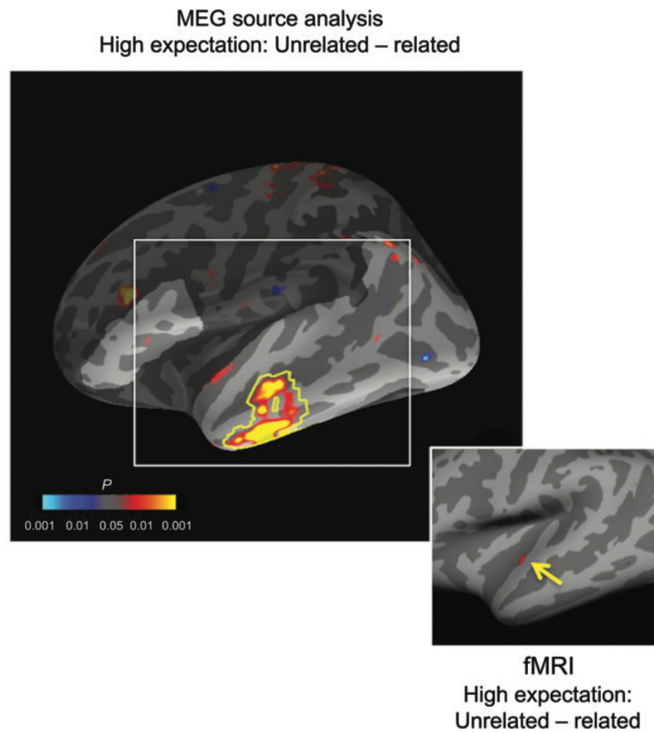 MEG source analysis
High expectation: Unrelated – related
P
0.001 0.01 0.05 0.01 0.001
fMRI
High expectation:
Unrelated – related